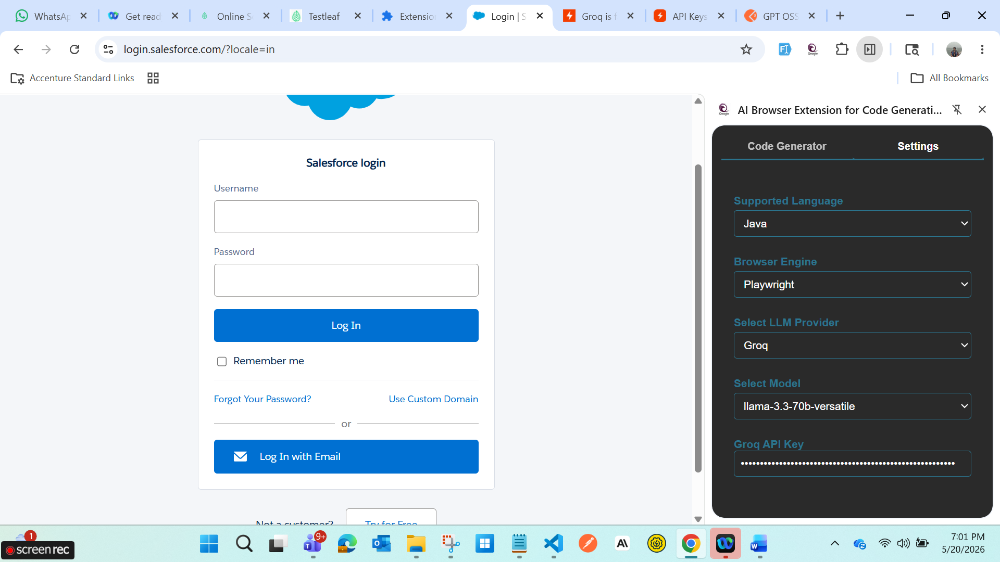 WhatsAp
Get read
Online S
Testleaf
Extension
Login | S
Groq is f
API Keys
GPT OSS
login.salesforce.com/?locale=in
Accenture Standard Links
All Bookmarks
Salesforce login
Username
Password
Log In
Remember me
Forgot Your Password?
Use Custom Domain
or
Log In with Email
Not a customer?
Try for Free
AI Browser Extension for Code Generati...
Code Generator
Settings
Supported Language
Java
Browser Engine
Playwright
Select LLM Provider
Groq
Select Model
llama-3.3-70b-versatile
Groq API Key
1
screen rec
9+
7:01 PM
5/20/2026